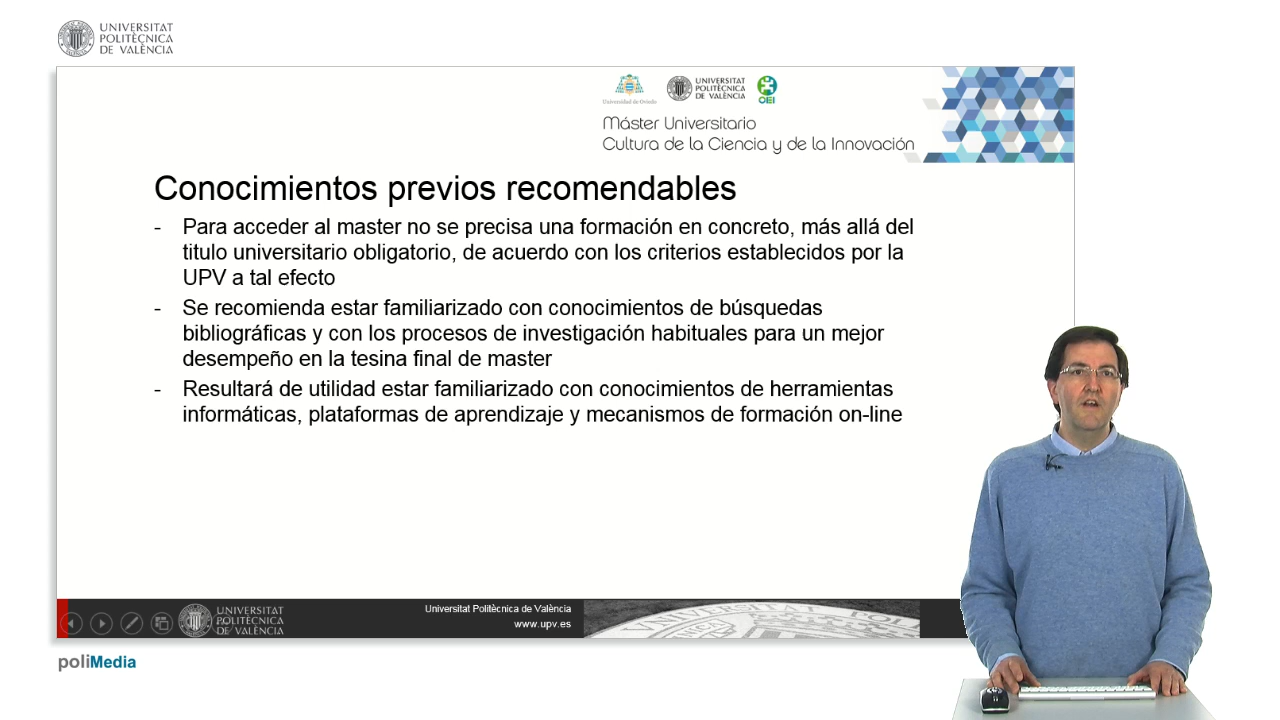 UNIVERSITAT
POLITÈCNICA
DE VALÈNCIA
Universidad de Oviedo
UNIVERSITAT
POLITÈCNICA
DE VALÈNCIA
OEI
Máster Universitario
Cultura de la Ciencia y de la Innovación
Conocimientos previos recomendables
- Para acceder al master no se precisa una formación en concreto, más allá del
titulo universitario obligatorio, de acuerdo con los criterios establecidos por la
UPV a tal efecto
- Se recomienda estar familiarizado con conocimientos de búsquedas
bibliográficas y con los procesos de investigación habituales para un mejor
desempeño en la tesina final de master
- Resultará de utilidad estar familiarizado con conocimientos de herramientas
informáticas, plataformas de aprendizaje y mecanismos de formación on-line
UNIVERSITAT
POLITÈCNICA
DE VALÈNCIA
Universitat Politècnica de València
www.upv.es
poliMedia